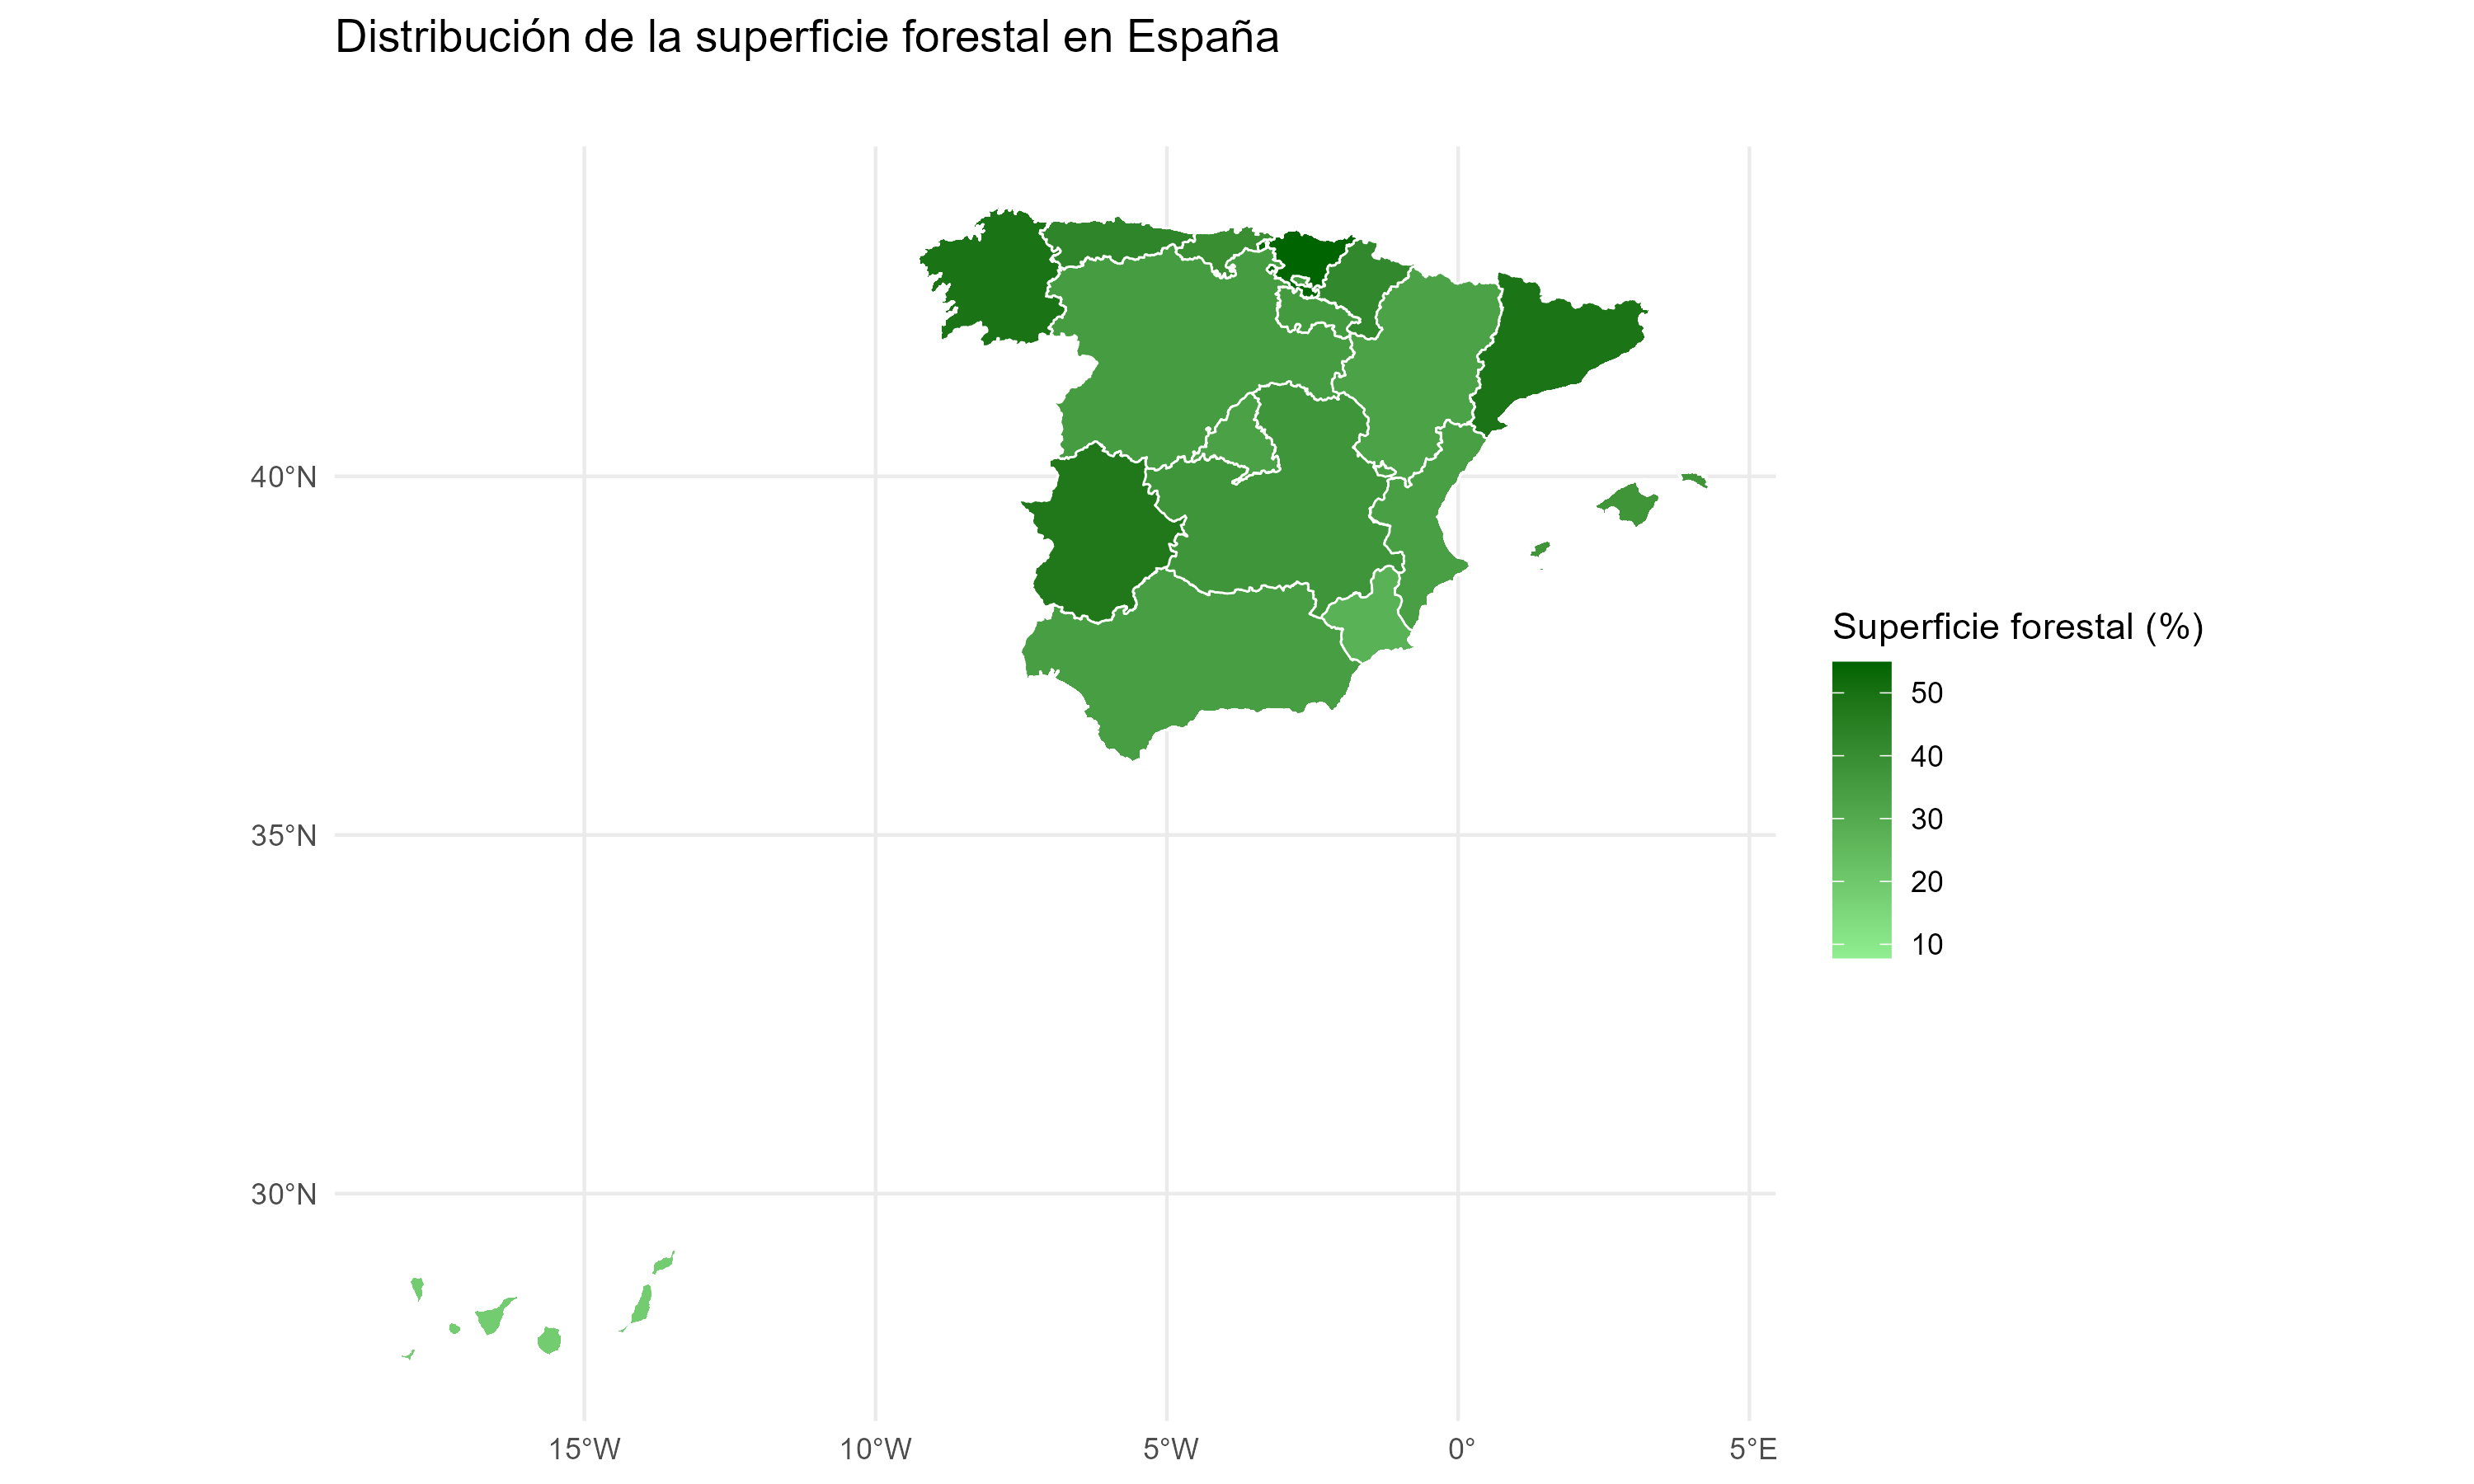 Distribución de la superficie forestal en España
40°N
35°N
30°N
15°W
10°W
5°W
0°
5°E
Superficie forestal (%)
50
40
30
20
10